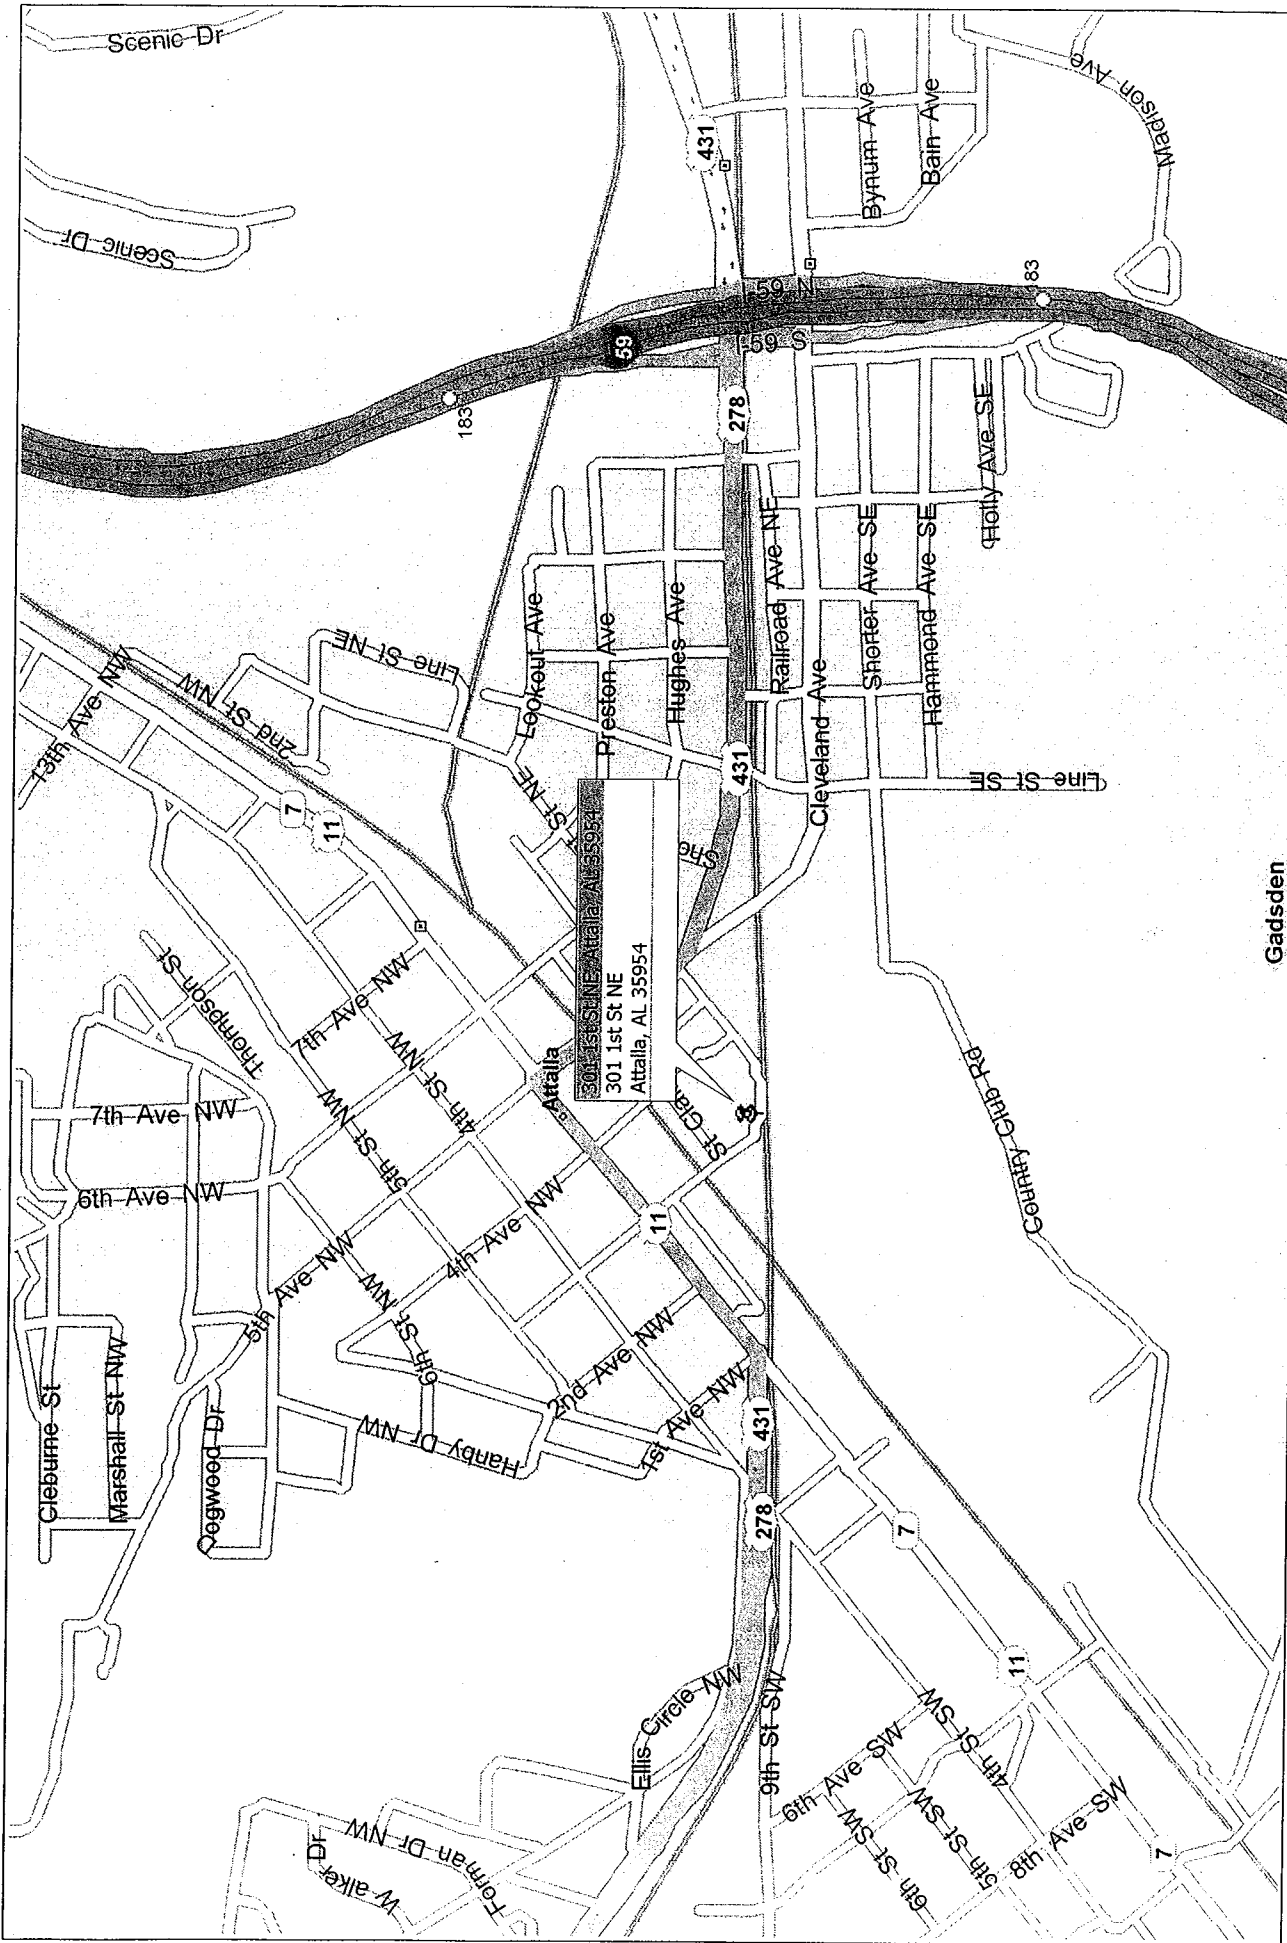 Scenic Dr
Scenic Dr
431
Bynum Ave
Bain Ave
Madison Ave
I-59 N
I-59 S
59
183
183
278
Holly Ave SE
Railroad Ave NE
Shorter Ave SE
Hammond Ave SE
Cleveland Ave
Line St SE
Lookout Ave
Preston Ave
Hughes Ave
Line St NE
2nd St NW
13th Ave NW
7
11
431
St NE
Sho
301 1st St NE, Attalla, AL 35954
301 1st St NE
Attalla, AL 35954
Attalla
St Cla
Thompson St
7th Ave NW
4th St NW
5th St NW
7th Ave NW
6th Ave NW
5th Ave NW
4th Ave NW
6th St NW
11
2nd Ave NW
1st Ave NW
Hanby Dr NW
Cleburne St
Marshall St NW
Dogwood Dr
431
278
7
11
Country Club Rd
Gadsden
Ellis Circle NW
9th St SW
6th Ave SW
4th St SW
5th St SW
6th St SW
8th Ave SW
7
Walker Dr
Forman Dr NW